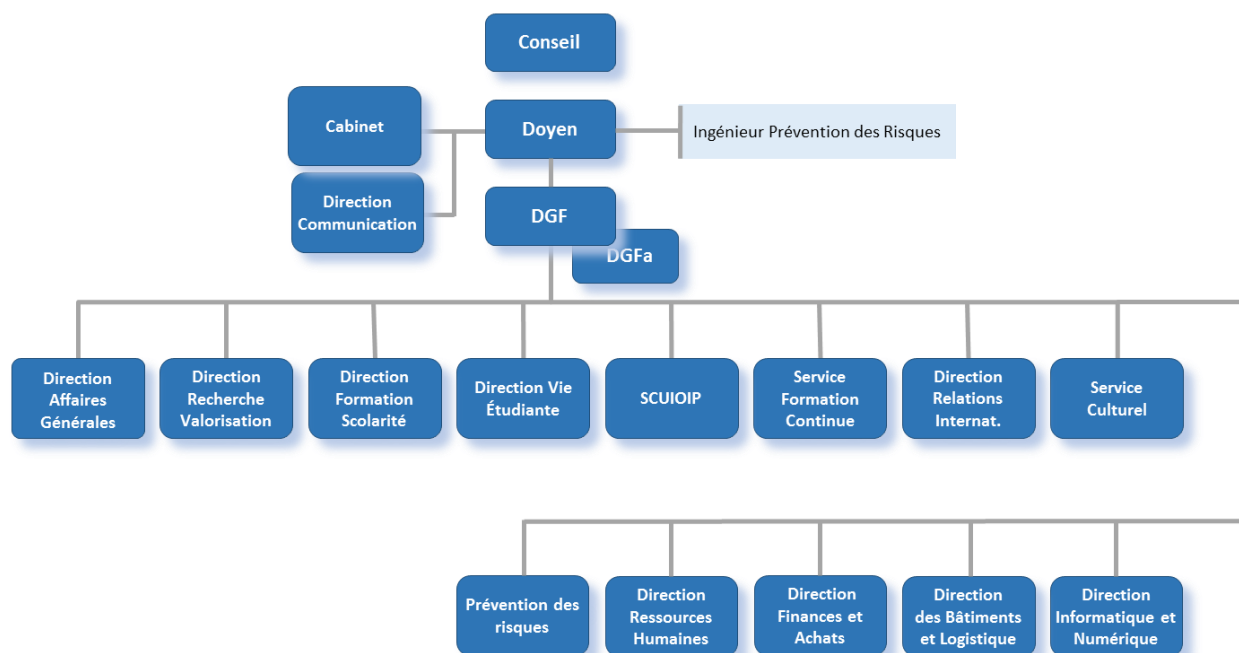 Conseil
Cabinet
Doyen
Ingénieur Prévention des Risques
Direction
Communication
DGF
DGFa
Direction
Affaires
Générales
Direction
Recherche
Valorisation
Direction
Formation
Scolarité
Direction Vie
Étudiante
SCUIOIP
Service
Formation
Continue
Direction
Relations
Internat.
Service
Culturel
Prévention des
risques
Direction
Ressources
Humaines
Direction
Finances et
Achats
Direction
des Bâtiments
et Logistique
Direction
Informatique et
Numérique